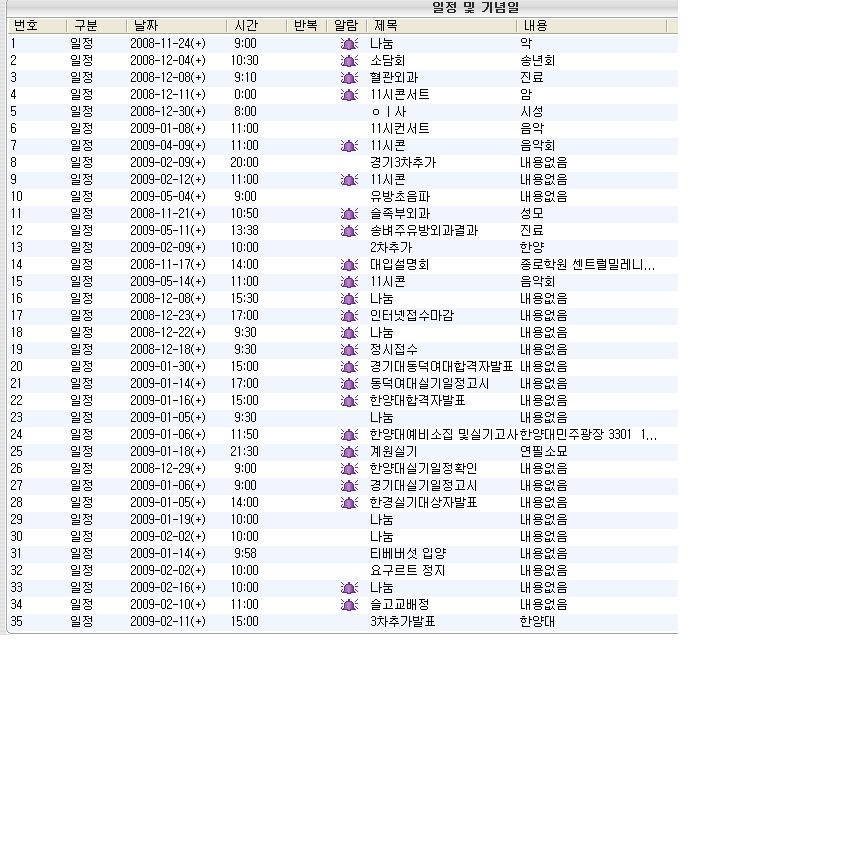 일정 및 기념일
번호 구분 날짜 시간 반복 알람 제목 내용
1 일정 2008-11-24(+) 9:00 나눔 약
2 일정 2008-12-04(+) 10:30 소담회 송년회
3 일정 2008-12-08(+) 9:10 혈관외과 진료
4 일정 2008-12-11(+) 0:00 11시콘서트 암
5 일정 2008-12-30(+) 8:00 ㅇㅣ사 시성
6 일정 2009-01-08(+) 11:00 11시컨서트 음악
7 일정 2009-04-09(+) 11:00 11시콘 음악회
8 일정 2009-02-09(+) 20:00 경기3차추가 내용없음
9 일정 2009-02-12(+) 11:00 11시콘 내용없음
10 일정 2009-05-04(+) 9:00 유방초음파 내용없음
11 일정 2008-11-21(+) 10:50 슬족부외과 성모
12 일정 2009-05-11(+) 13:38 송벼주유방외과결과 진료
13 일정 2009-02-09(+) 10:00 2차추가 한양
14 일정 2008-11-17(+) 14:00 대입설명회 종로학원 센트럴밀레니...
15 일정 2009-05-14(+) 11:00 11시콘 음악회
16 일정 2008-12-08(+) 15:30 나눔 내용없음
17 일정 2008-12-23(+) 17:00 인터넷접수마감 내용없음
18 일정 2008-12-22(+) 9:30 나눔 내용없음
19 일정 2008-12-18(+) 9:30 정시접수 내용없음
20 일정 2009-01-30(+) 15:00 경기대동덕여대합격자발표 내용없음
21 일정 2009-01-14(+) 17:00 동덕여대실기일정고시 내용없음
22 일정 2009-01-16(+) 15:00 한양대합격자발표 내용없음
23 일정 2009-01-05(+) 9:30 나눔 내용없음
24 일정 2009-01-06(+) 11:50 한양대예비소집 및실기고사 한양대민주광장 3301 1...
25 일정 2009-01-18(+) 21:30 계원실기 연필소묘
26 일정 2008-12-29(+) 9:00 한양대실기일정확인 내용없음
27 일정 2009-01-06(+) 9:00 경기대실기일정고시 내용없음
28 일정 2009-01-05(+) 14:00 한경실기대상자발표 내용없음
29 일정 2009-01-19(+) 10:00 나눔 내용없음
30 일정 2009-02-02(+) 10:00 나눔 내용없음
31 일정 2009-01-14(+) 9:58 티베버섯 입양 내용없음
32 일정 2009-02-02(+) 10:00 요구르트 정지 내용없음
33 일정 2009-02-16(+) 10:00 나눔 내용없음
34 일정 2009-02-10(+) 11:00 슬고교배정 내용없음
35 일정 2009-02-11(+) 15:00 3차추가발표 한양대